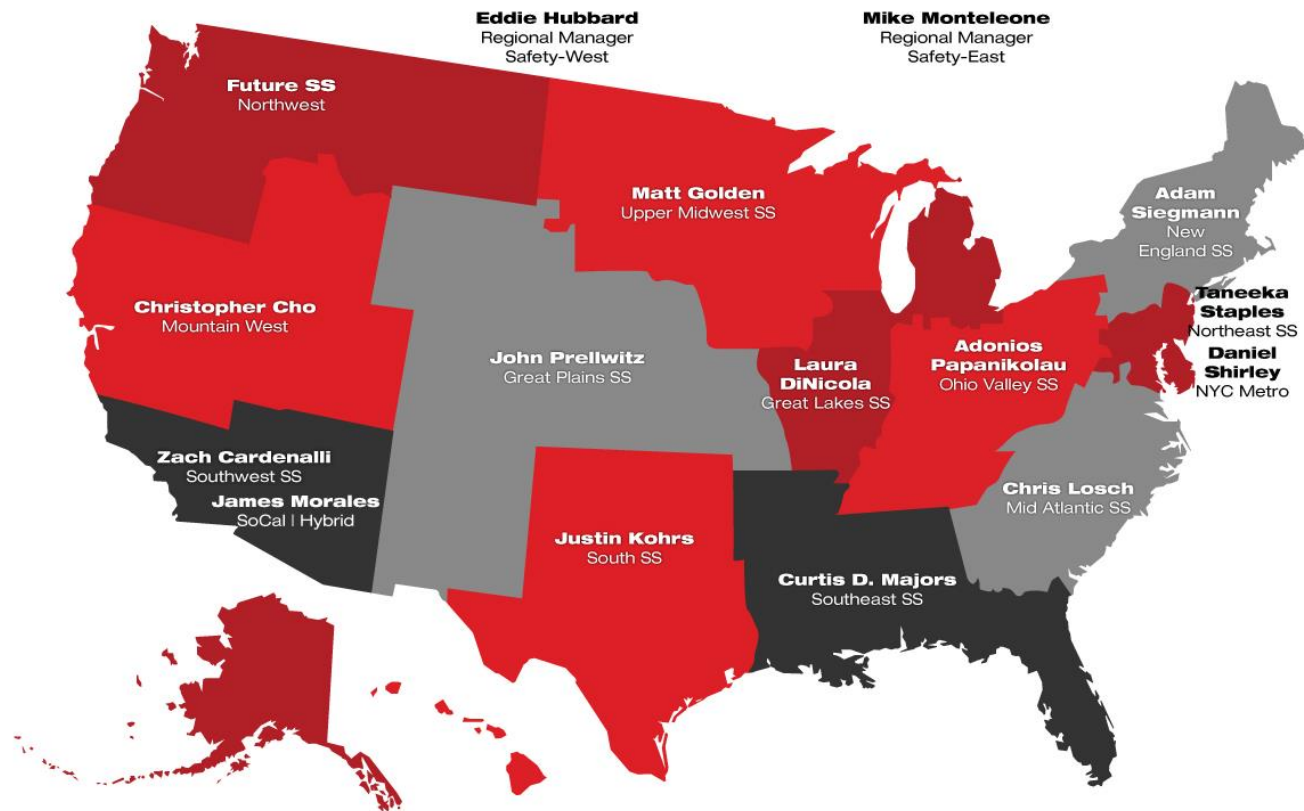 Eddie Hubbard
Regional Manager
Safety-West
Mike Monteleone
Regional Manager
Safety-East
Future SS
Northwest
Matt Golden
Upper Midwest SS
Adam
Siegmann
New
England SS
Christopher Cho
Mountain West
John Prellwitz
Great Plains SS
Laura
DiNicola
Great Lakes SS
Adonios
Papanikolau
Ohio Valley SS
Taneeka
Staples
Northeast SS
Daniel
Shirley
NYC Metro
Zach Cardenalli
Southwest SS
James Morales
SoCal | Hybrid
Justin Kohrs
South SS
Chris Losch
Mid Atlantic SS
Curtis D. Majors
Southeast SS